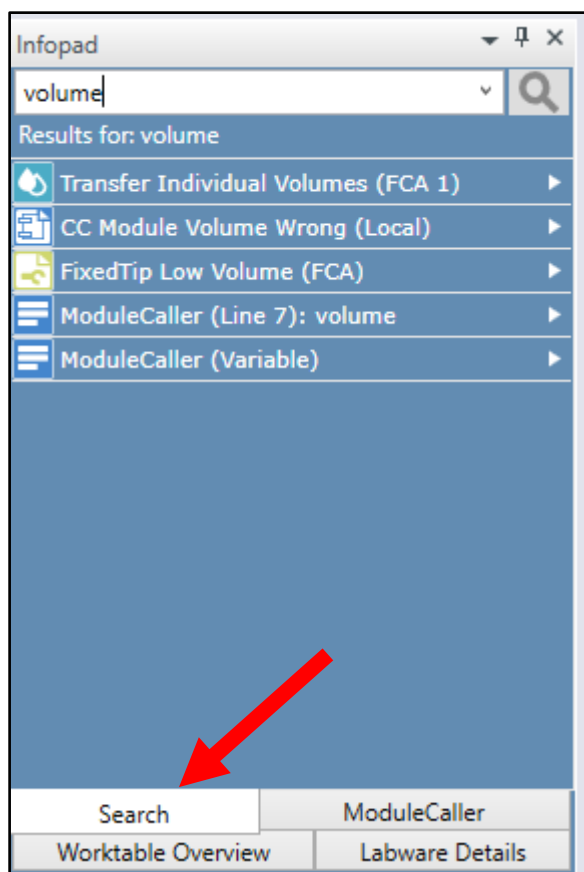 Infopad
volume
Results for: volume
Transfer Individual Volumes (FCA 1)
CC Module Volume Wrong (Local)
FixedTip Low Volume (FCA)
ModuleCaller (Line 7): volume
ModuleCaller (Variable)
Search ModuleCaller
Worktable Overview Labware Details